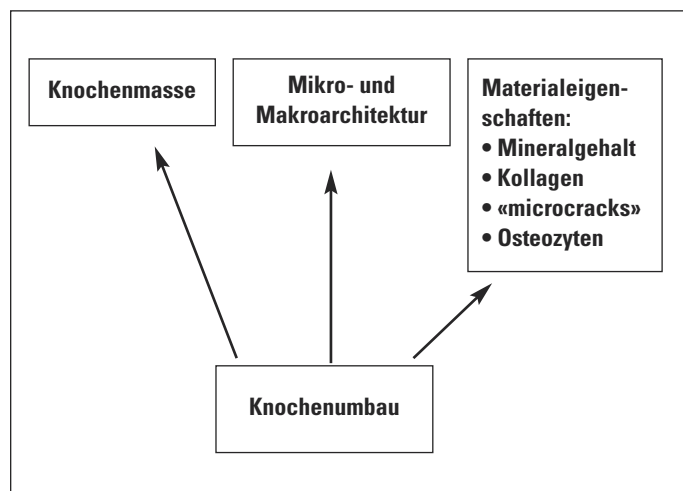 Knochenmasse
Mikro- und
Makroarchitektur
Materialeigen-
schaften:
• Mineralgehalt
• Kollagen
• «microcracks»
• Osteozyten
Knochenumbau